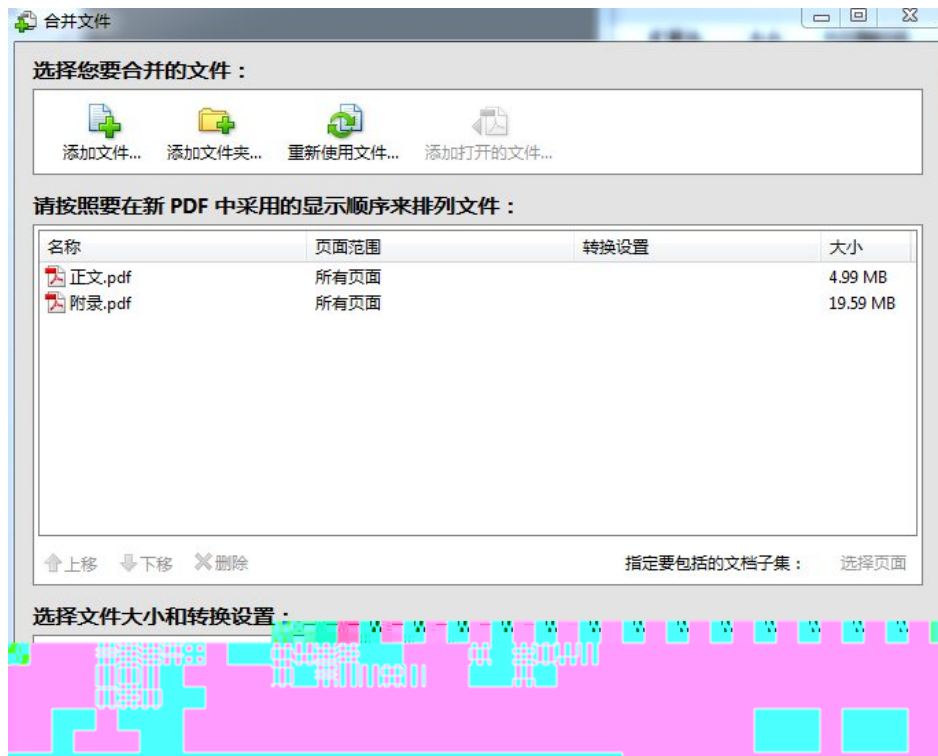 合并文件
选择您要合并的文件：
添加文件... 添加文件夹... 重新使用文件... 添加打开的文件...
请按照要在新 PDF 中采用的显示顺序来排列文件：
名称 页面范围 转换设置 大小
正文.pdf 所有页面 4.99 MB
附录.pdf 所有页面 19.59 MB
上移 下移 删除 指定要包括的文档子集： 选择页面
选择文件大小和转换设置：